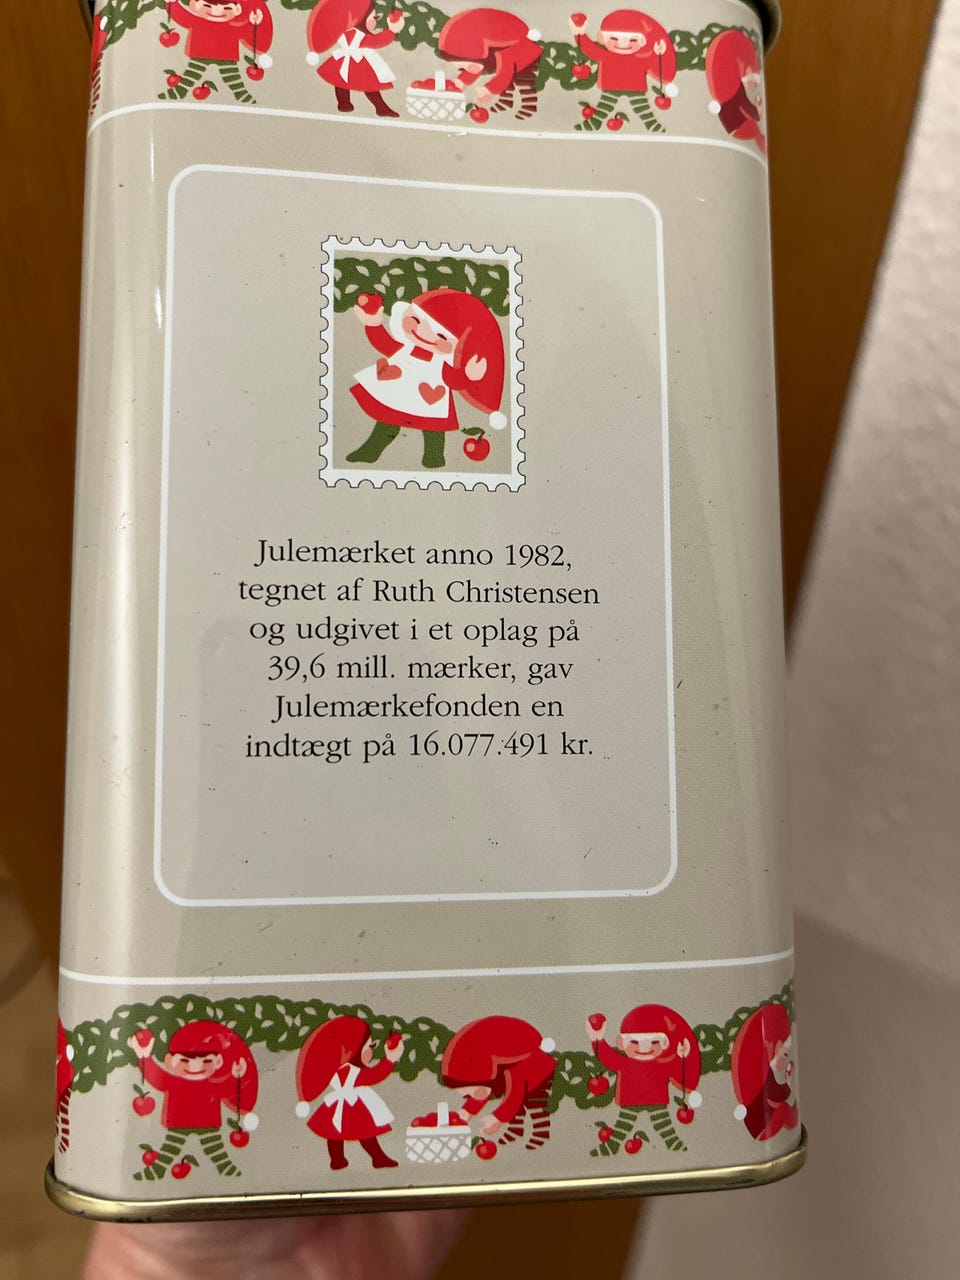 Julemærket anno 1982,
tegnet af Ruth Christensen
og udgivet i et oplag på
39,6 mill. mærker, gav
Julemærkefonden en
indtægt på 16.077.491 kr.